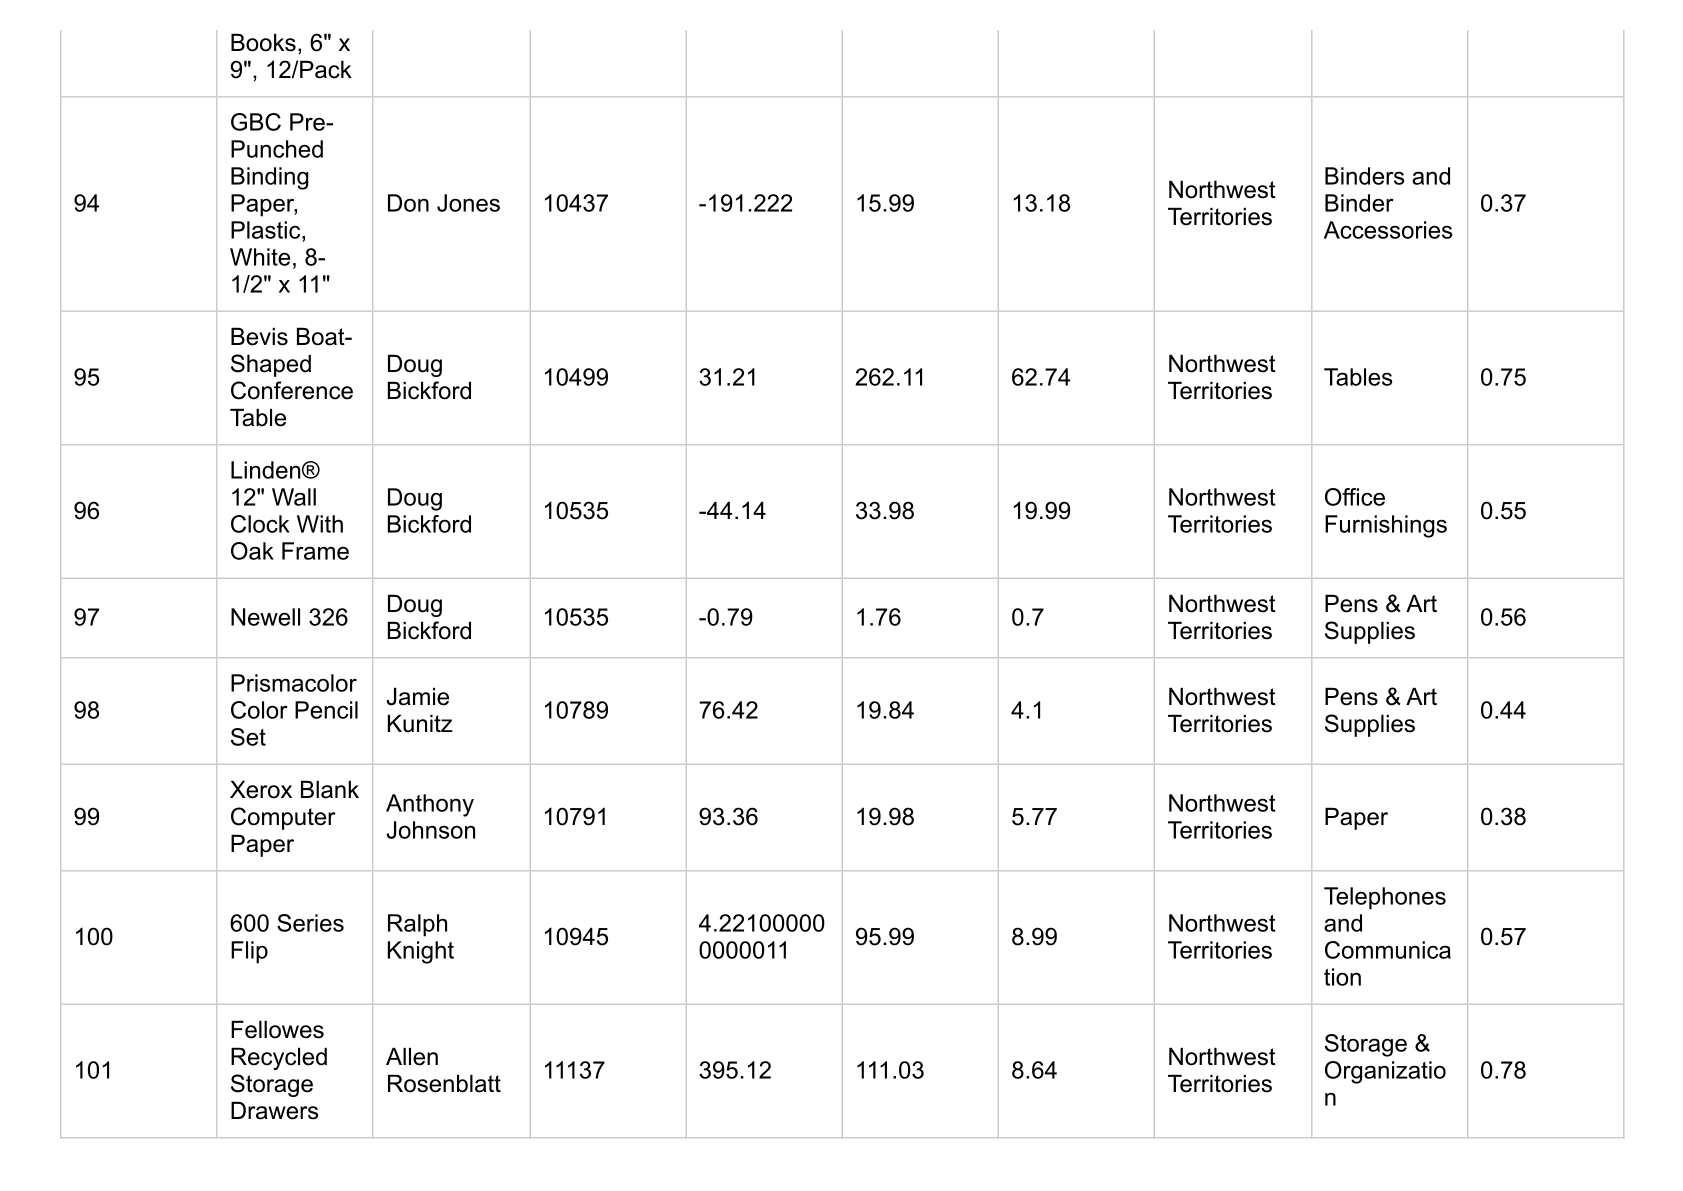 Books, 6" x
9", 12/Pack
94
GBC Pre-
Punched
Binding
Paper,
Plastic,
White, 8-
1/2" x 11"
Don Jones
10437
-191.222
15.99
13.18
Northwest
Territories
Binders and
Binder
Accessories
0.37
95
Bevis Boat-
Shaped
Conference
Table
Doug
Bickford
10499
31.21
262.11
62.74
Northwest
Territories
Tables
0.75
96
Linden®
12" Wall
Clock With
Oak Frame
Doug
Bickford
10535
-44.14
33.98
19.99
Northwest
Territories
Office
Furnishings
0.55
97
Newell 326
Doug
Bickford
10535
-0.79
1.76
0.7
Northwest
Territories
Pens & Art
Supplies
0.56
98
Prismacolor
Color Pencil
Set
Jamie
Kunitz
10789
76.42
19.84
4.1
Northwest
Territories
Pens & Art
Supplies
0.44
99
Xerox Blank
Computer
Paper
Anthony
Johnson
10791
93.36
19.98
5.77
Northwest
Territories
Paper
0.38
100
600 Series
Flip
Ralph
Knight
10945
4.22100000
0000011
95.99
8.99
Northwest
Territories
Telephones
and
Communica
tion
0.57
101
Fellowes
Recycled
Storage
Drawers
Allen
Rosenblatt
11137
395.12
111.03
8.64
Northwest
Territories
Storage &
Organizatio
n
0.78